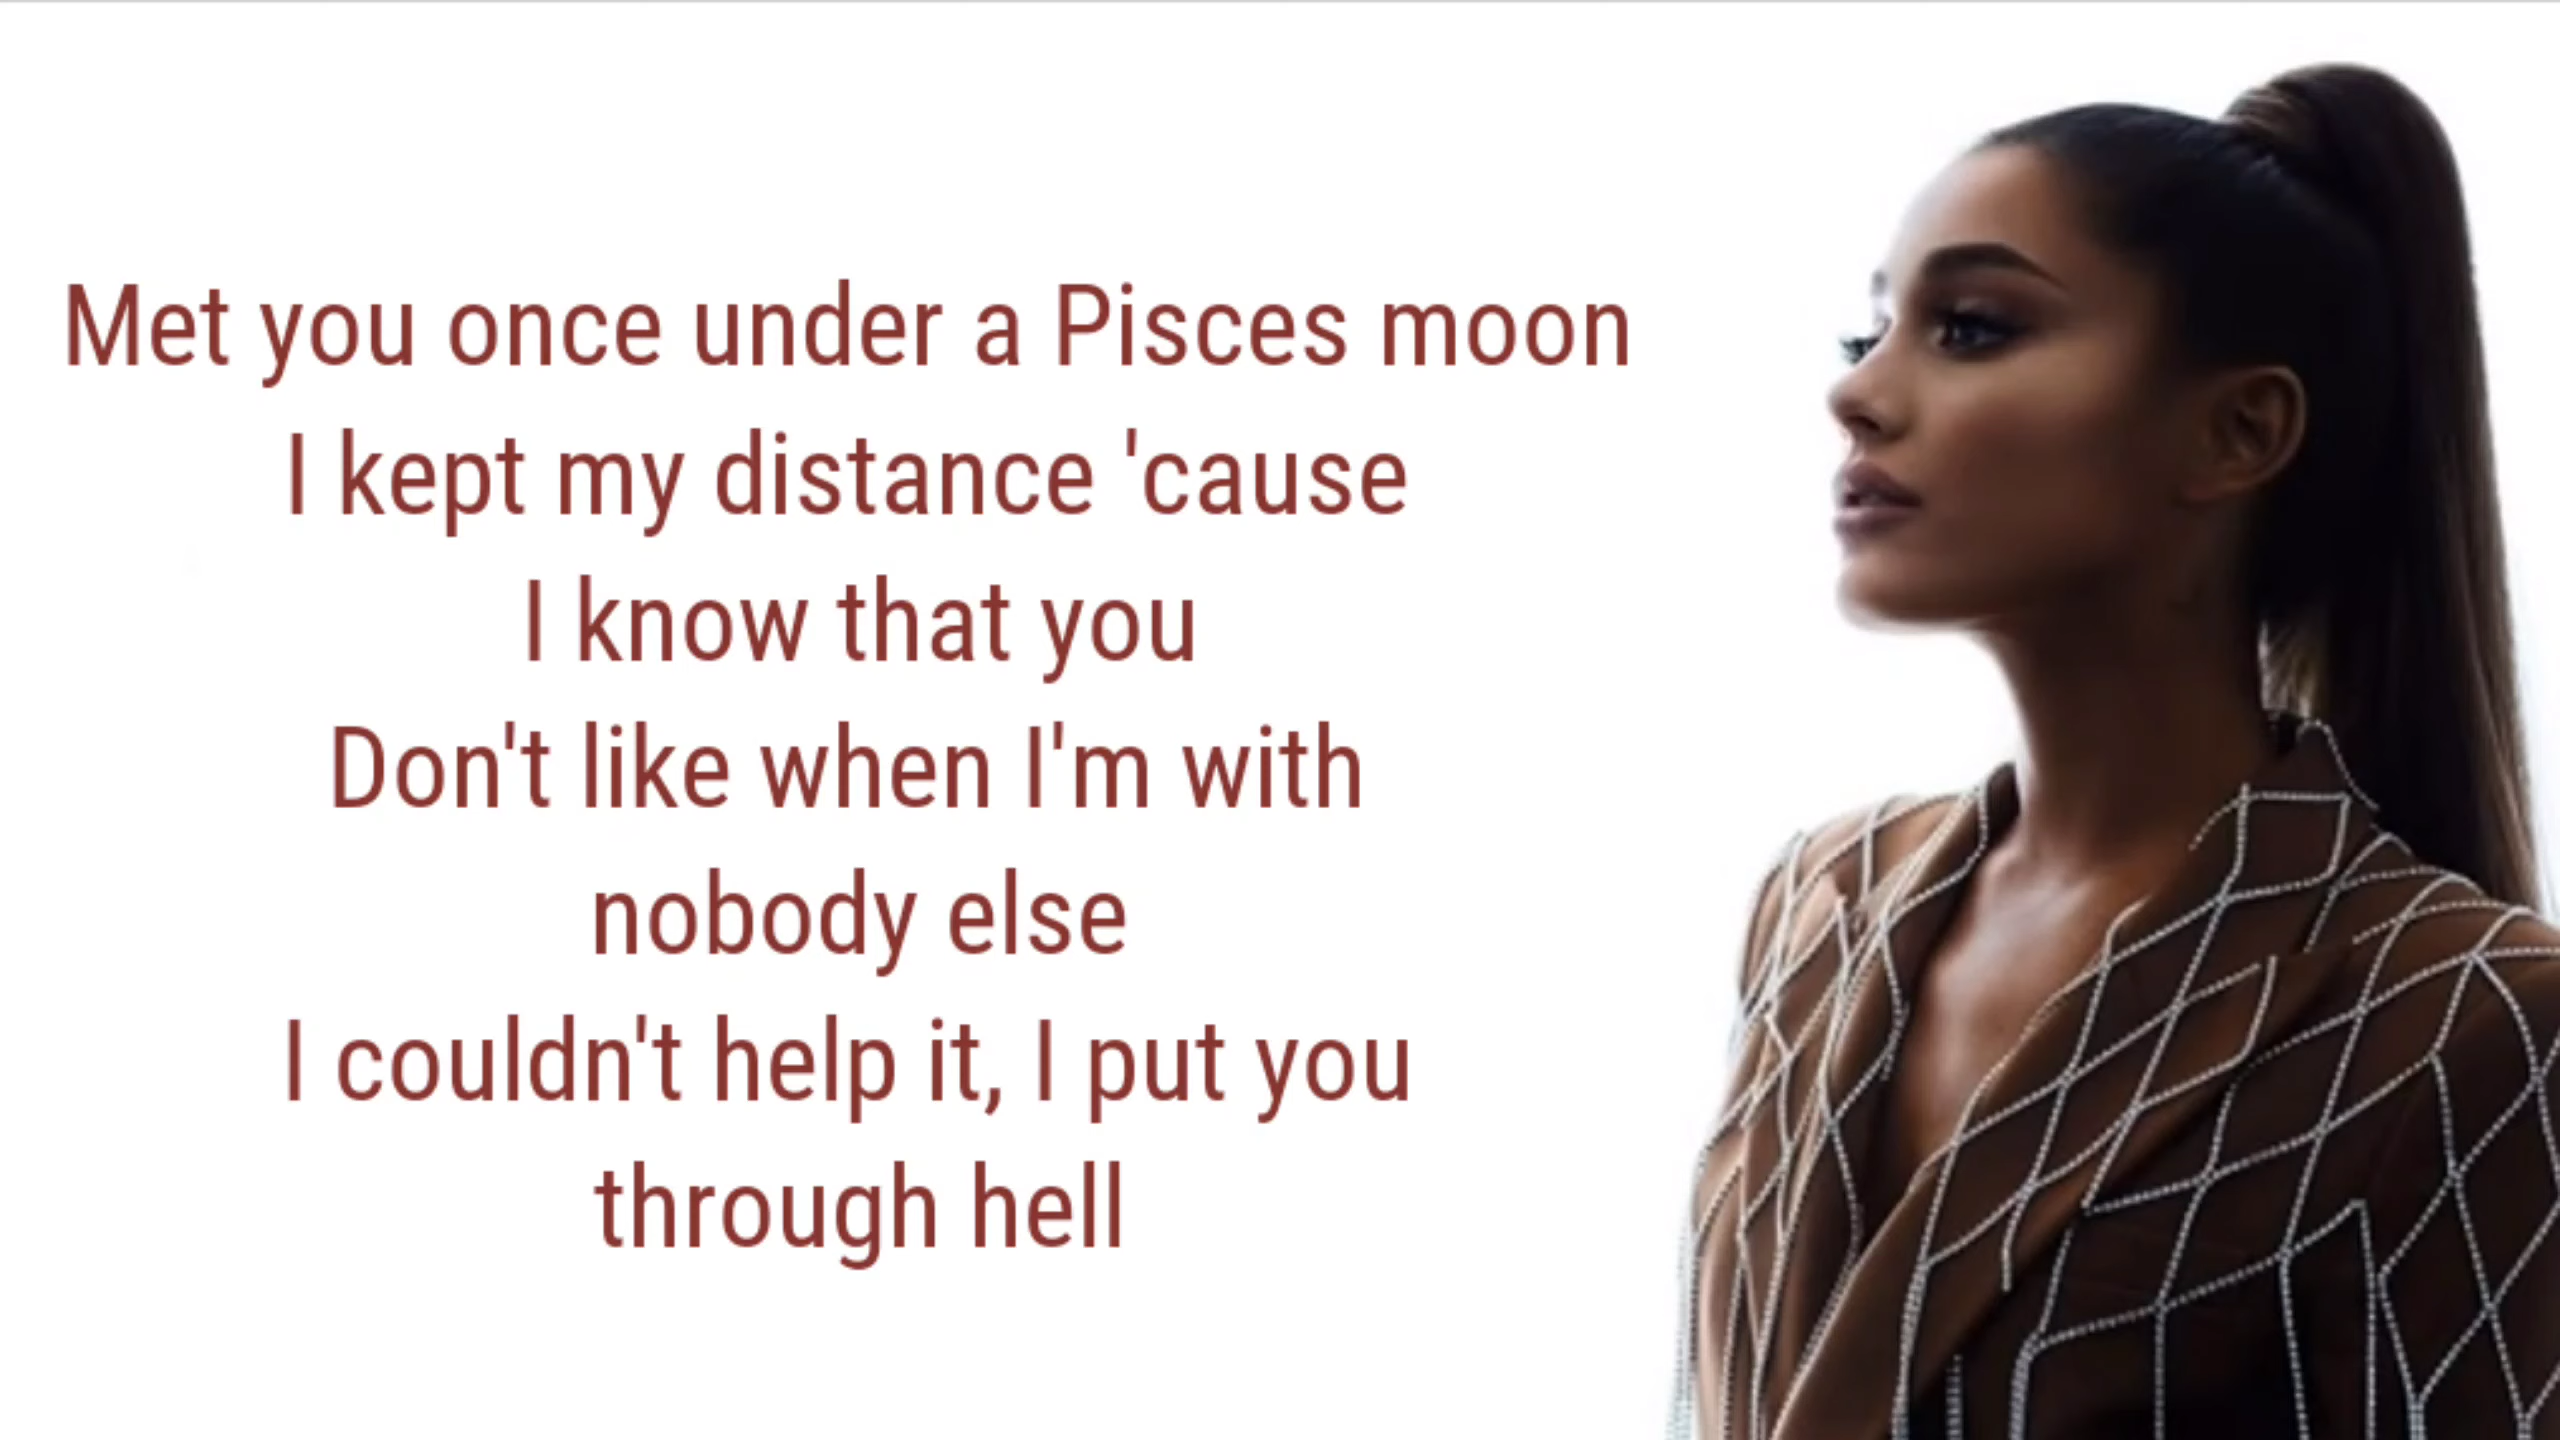 Met you once under a Pisces moon
I kept my distance 'cause
I know that you
Don't like when I'm with
nobody else
I couldn't help it, I put you
through hell